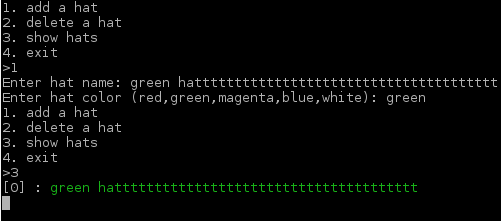 1. add a hat
2. delete a hat
3. show hats
4. exit
>1
Enter hat name: green hatttttttttttttttttttttttttttttttttttttt
Enter hat color (red,green,magenta,blue,white): green
1. add a hat
2. delete a hat
3. show hats
4. exit
>3
[0] : green hatttttttttttttttttttttttttttttttttttttt